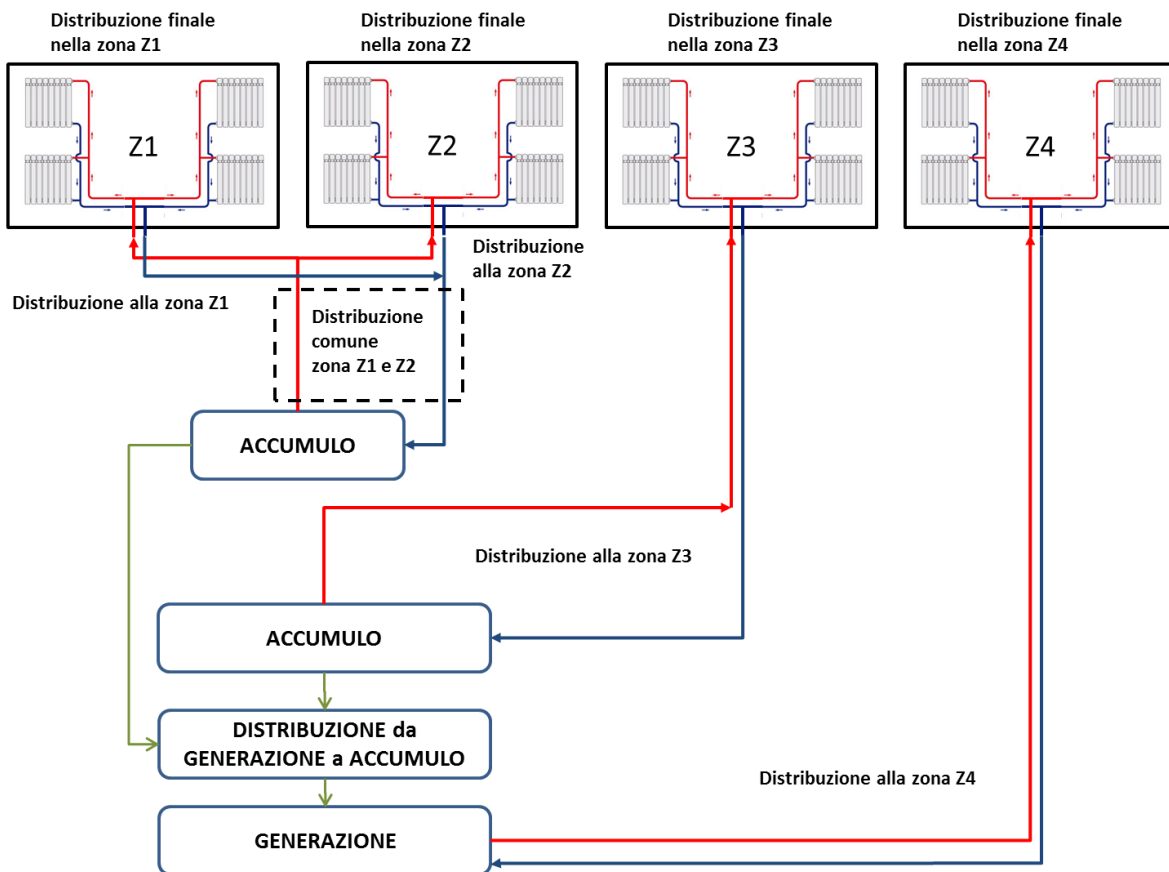 Distribuzione finale
nella zona Z1
Distribuzione finale
nella zona Z2
Distribuzione finale
nella zona Z3
Distribuzione finale
nella zona Z4
Z1
Z2
Z3
Z4
Distribuzione
alla zona Z2
Distribuzione alla zona Z1
Distribuzione
comune
zona Z1 e Z2
ACCUMULO
Distribuzione alla zona Z3
ACCUMULO
DISTRIBUZIONE da
GENERAZIONE a ACCUMULO
Distribuzione alla zona Z4
GENERAZIONE